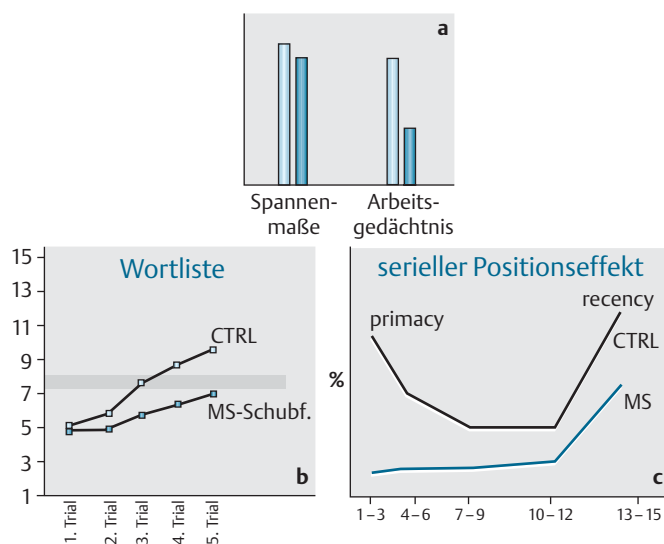 a
Spannen-
maße
Arbeits-
gedächtnis
Wortliste
15
13
11
9
7
5
3
1
CTRL
MS-Schubf.
b
1. Trial
2. Trial
3. Trial
4. Trial
5. Trial
serieller Positionseffekt
primacy
recency
CTRL
%
MS
c
1–3
4–6
7–9
10–12
13–15